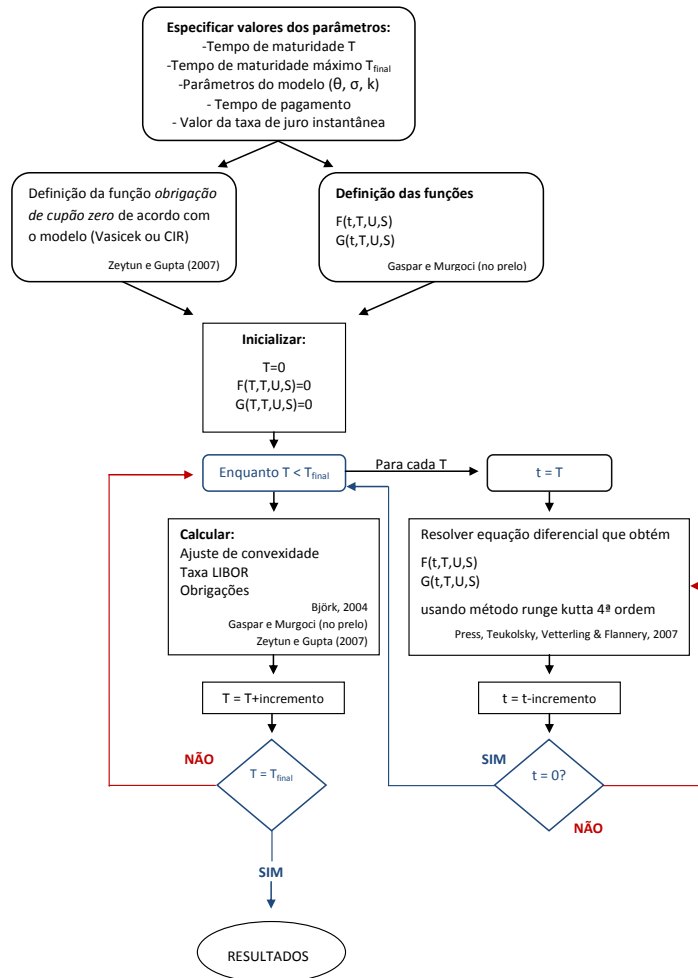 Especificar valores dos parâmetros:
-Tempo de maturidade T
-Tempo de maturidade máximo Tfinal
-Parâmetros do modelo (θ, σ, k)
- Tempo de pagamento
- Valor da taxa de juro instantânea
Definição da função obrigação
de cupão zero de acordo com
o modelo (Vasicek ou CIR)
Zeytun e Gupta (2007)
Definição das funções
F(t,T,U,S)
G(t,T,U,S)
Gaspar e Murgoci (no prelo)
Inicializar:
T=0
F(T,T,U,S)=0
G(T,T,U,S)=0
Enquanto T < Tfinal
Para cada T
t = T
Calcular:
Ajuste de convexidade
Taxa LIBOR
Obrigações
Björk, 2004
Gaspar e Murgoci (no prelo)
Zeytun e Gupta (2007)
Resolver equação diferencial que obtém
F(t,T,U,S)
G(t,T,U,S)
usando método runge kutta 4ª ordem
Press, Teukolsky, Vetterling & Flannery, 2007
T = T+incremento
t = t-incremento
NÃO
T = Tfinal
SIM
t = 0?
NÃO
SIM
RESULTADOS